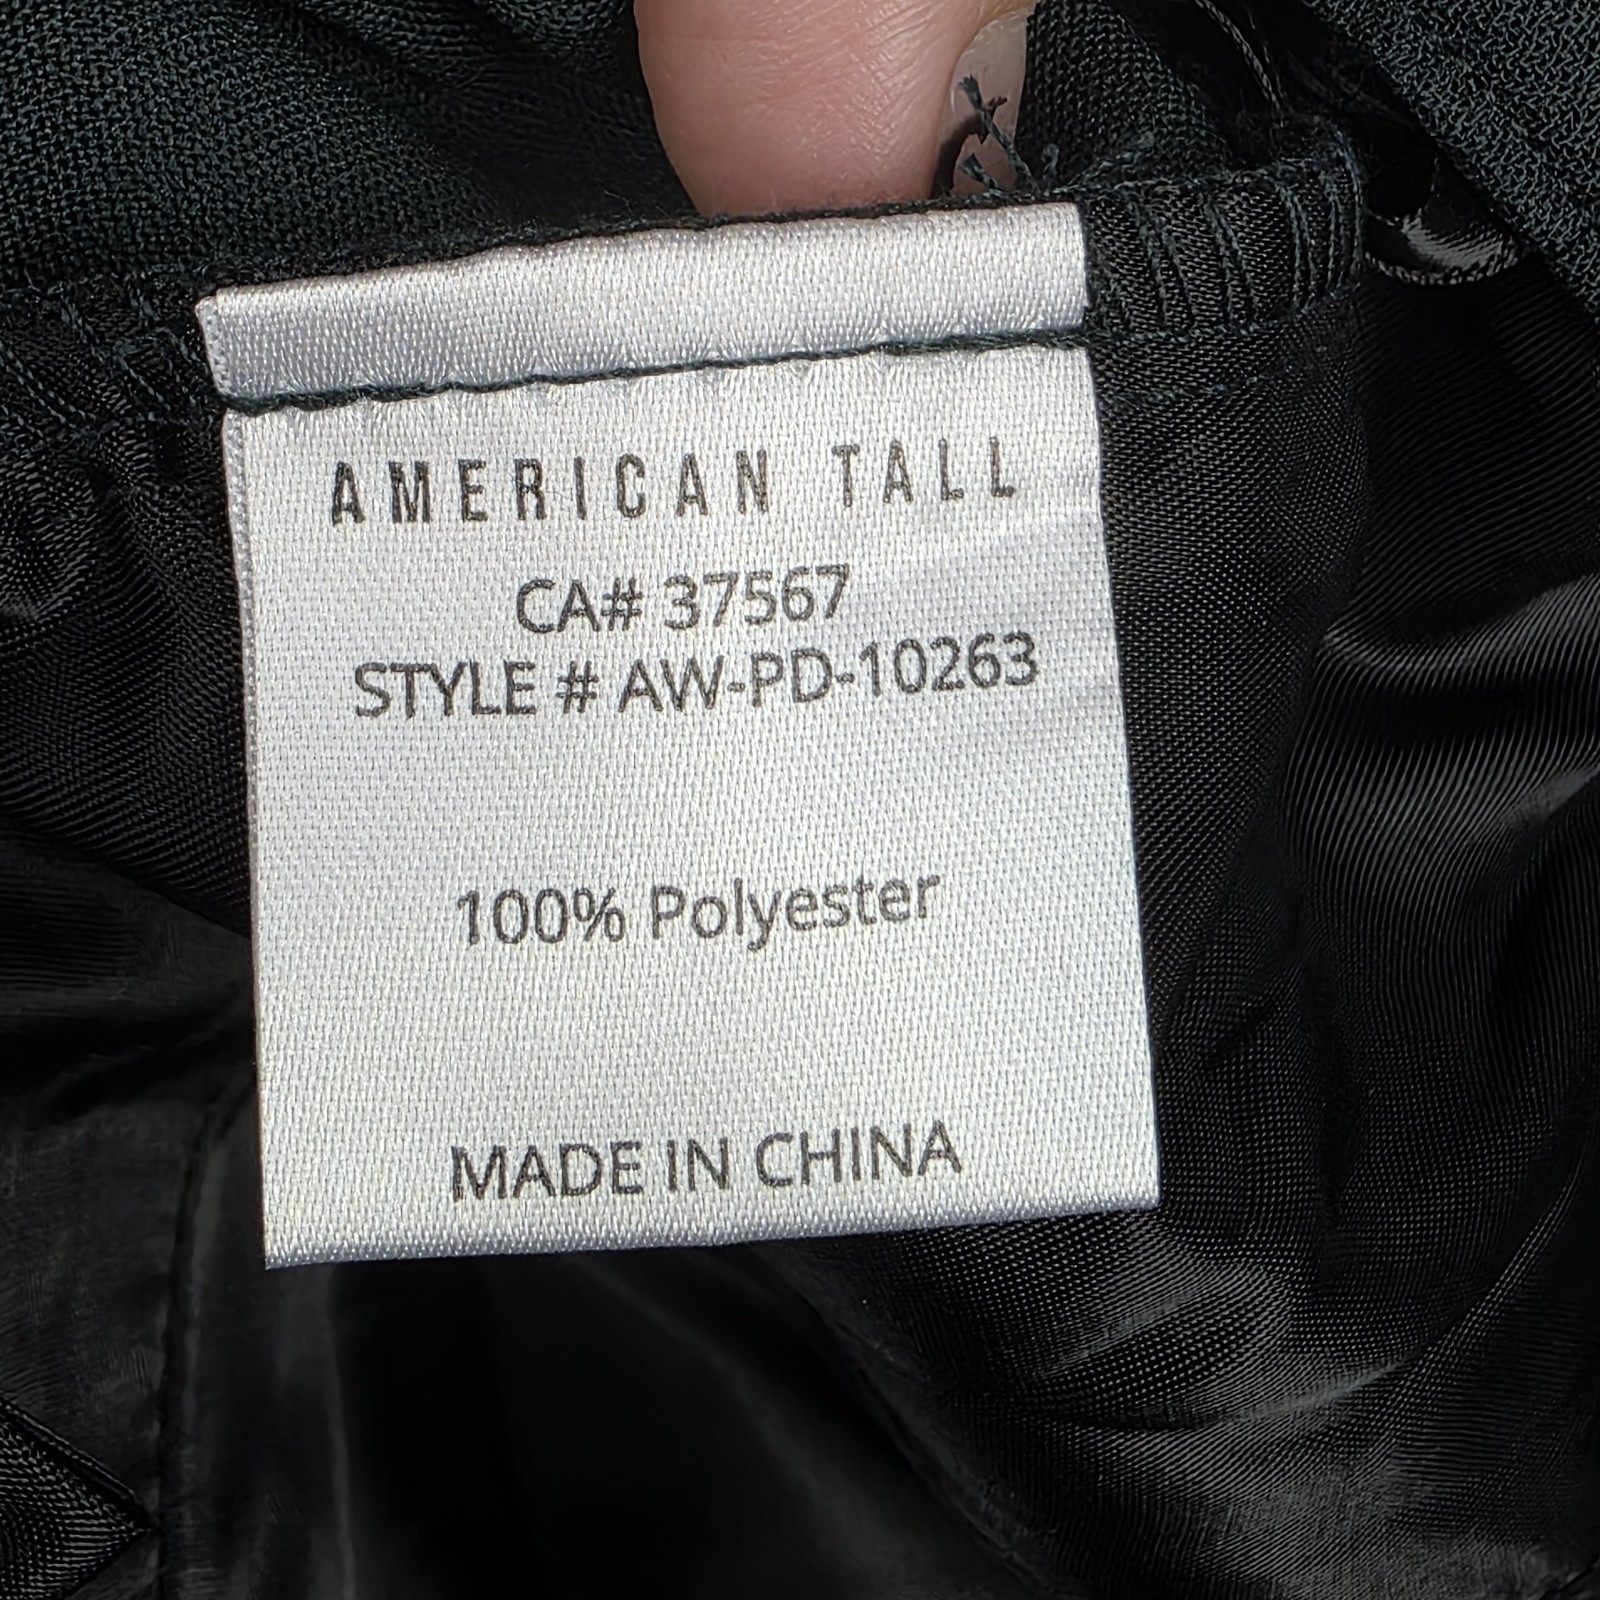 AMERICAN TALL
CA# 37567
STYLE # AW-PD-10263
100% Polyester
MADE IN CHINA